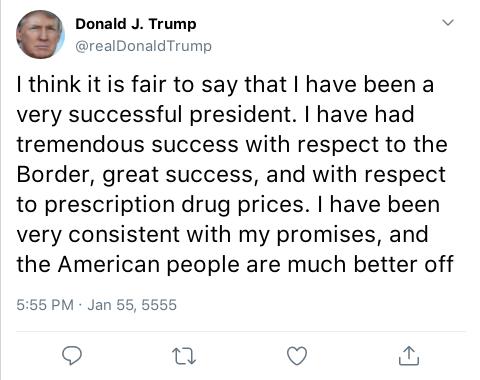 Donald J. Trump
@realDonaldTrump
I think it is fair to say that I have been a
very successful president. I have had
tremendous success with respect to the
Border, great success, and with respect
to prescription drug prices. I have been
very consistent with my promises, and
the American people are much better off
5:55 PM · Jan 55, 5555